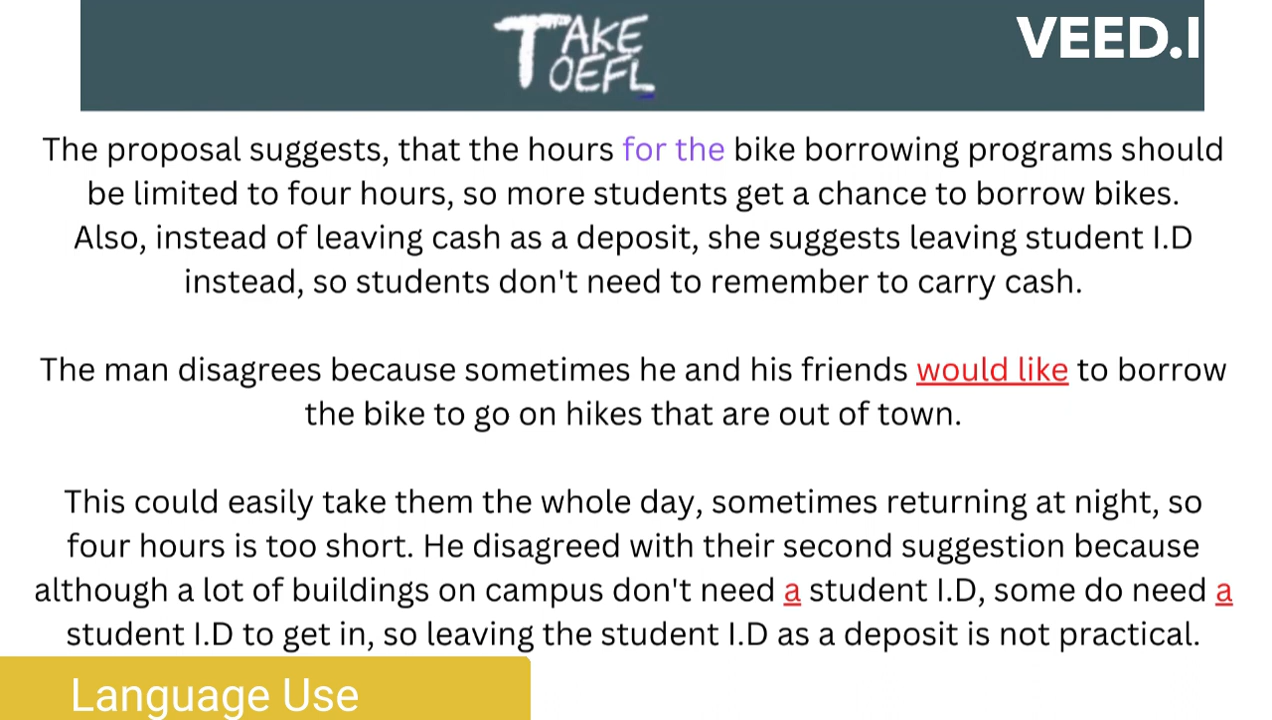 TAKE
TOEFL
VEED.I
The proposal suggests, that the hours for the bike borrowing programs should
be limited to four hours, so more students get a chance to borrow bikes.
Also, instead of leaving cash as a deposit, she suggests leaving student I.D
instead, so students don't need to remember to carry cash.
The man disagrees because sometimes he and his friends would like to borrow
the bike to go on hikes that are out of town.
This could easily take them the whole day, sometimes returning at night, so
four hours is too short. He disagreed with their second suggestion because
although a lot of buildings on campus don't need a student I.D, some do need a
student I.D to get in, so leaving the student I.D as a deposit is not practical.
Language Use